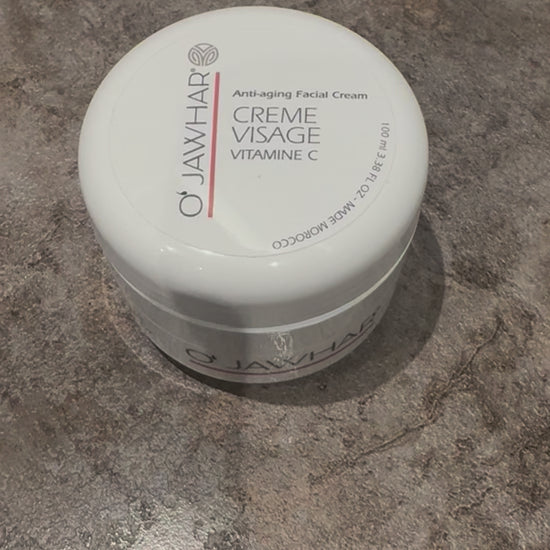 O'JAWHAR®
Anti-aging Facial Cream
CREME
VISAGE
VITAMINE C
100 ml 3.38 FL OZ - MADE MOROCCO
O'JAWHAR®